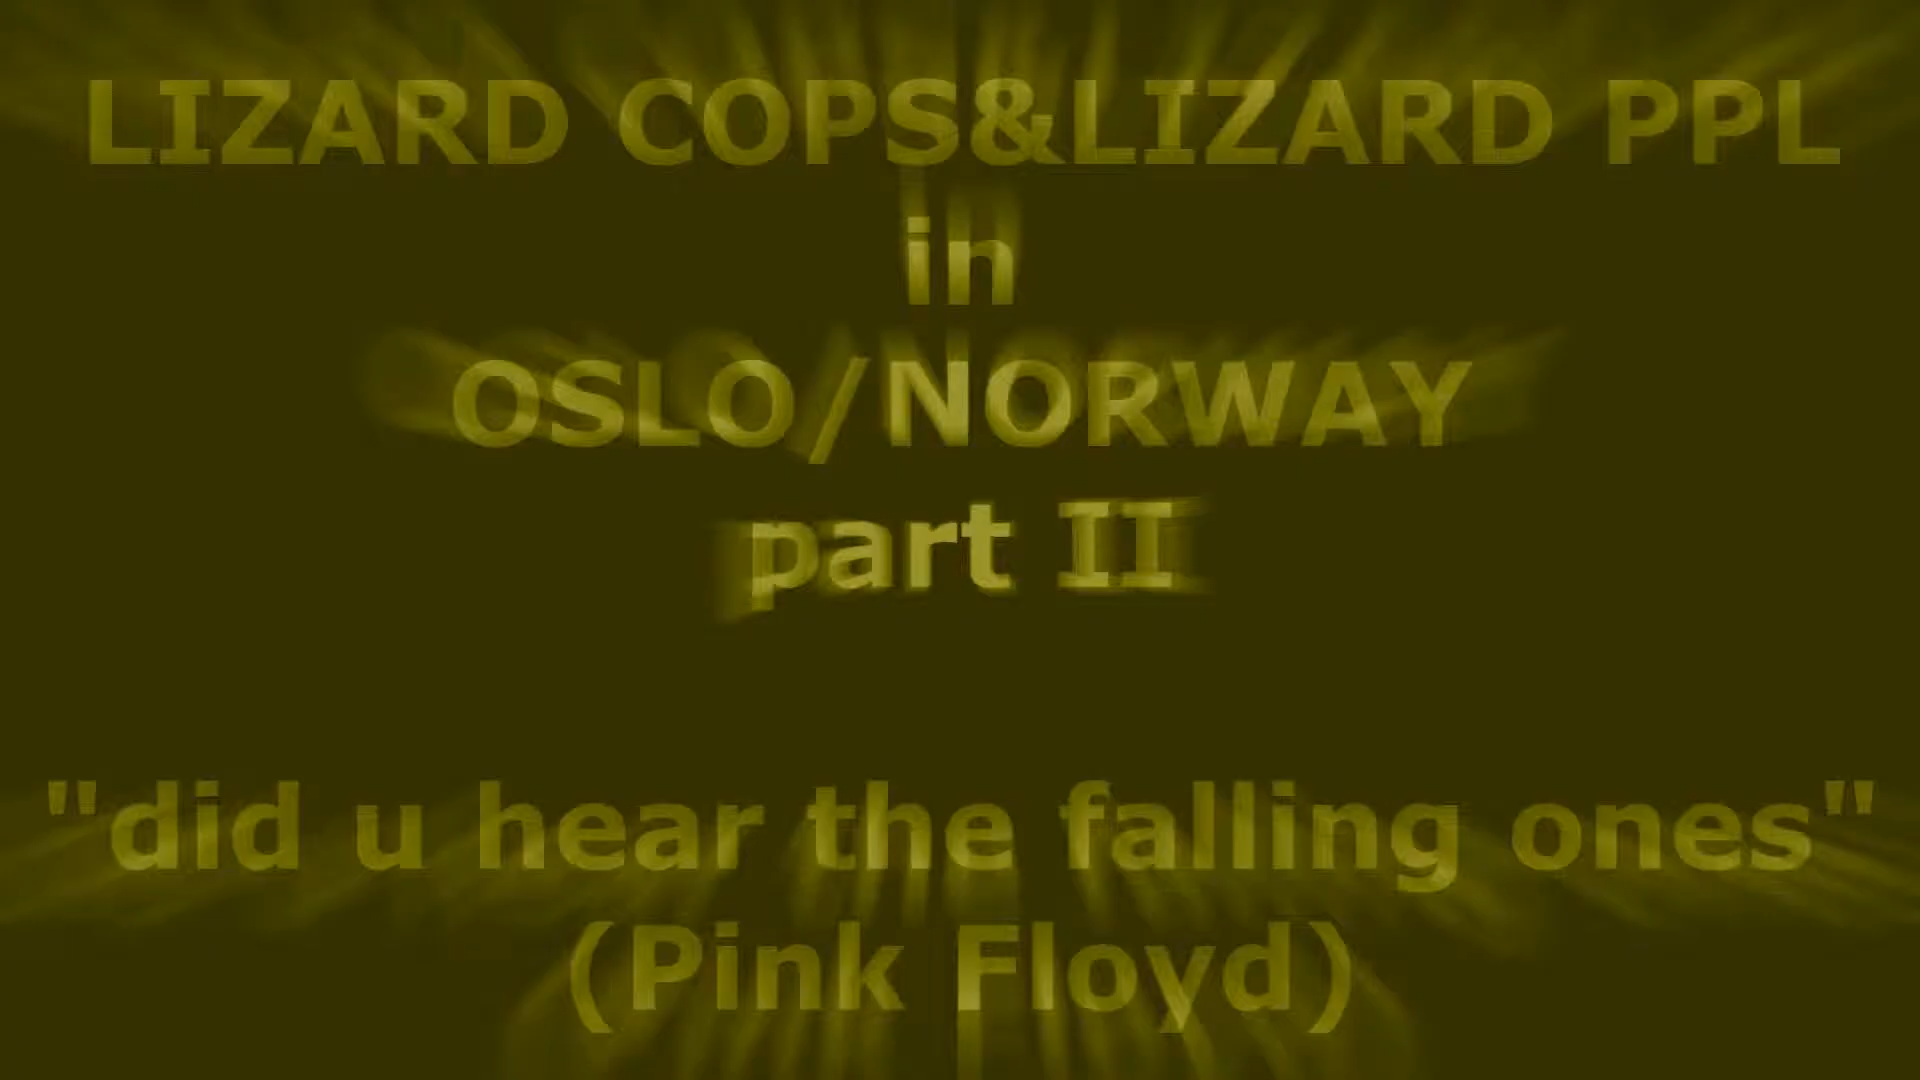 LIZARD COPS&LIZARD PPL
in
OSLO/NORWAY
part II
"did u hear the falling ones"
(Pink Floyd)